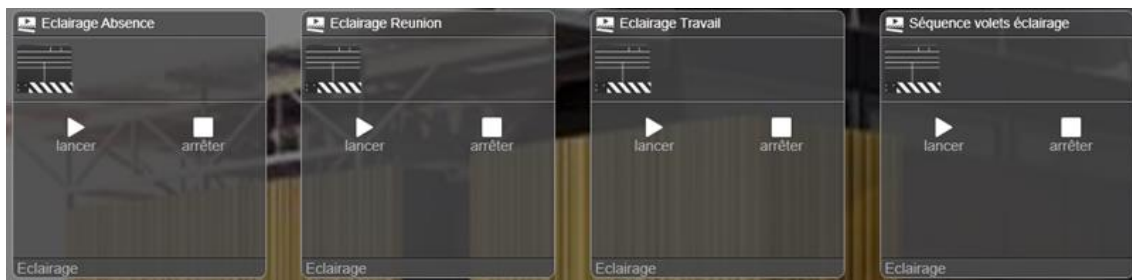 Eclairage Absence
Eclairage Reunion
Eclairage Travail
Séquence volets éclairage
lancer arrêter
lancer arrêter
lancer arrêter
lancer arrêter
Eclairage
Eclairage
Eclairage
Eclairage